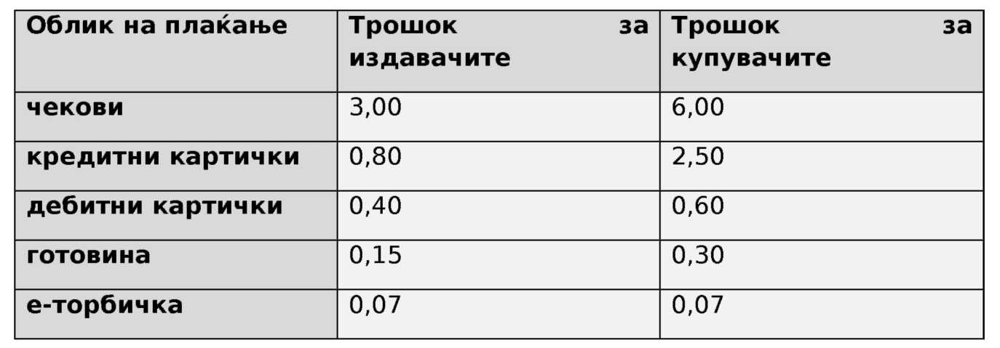 Облик на плаќање Трошок за Трошок за
издавачите купувачите
чекови 3,00 6,00
кредитни картички 0,80 2,50
дебитни картички 0,40 0,60
готовина 0,15 0,30
е-торбичка 0,07 0,07